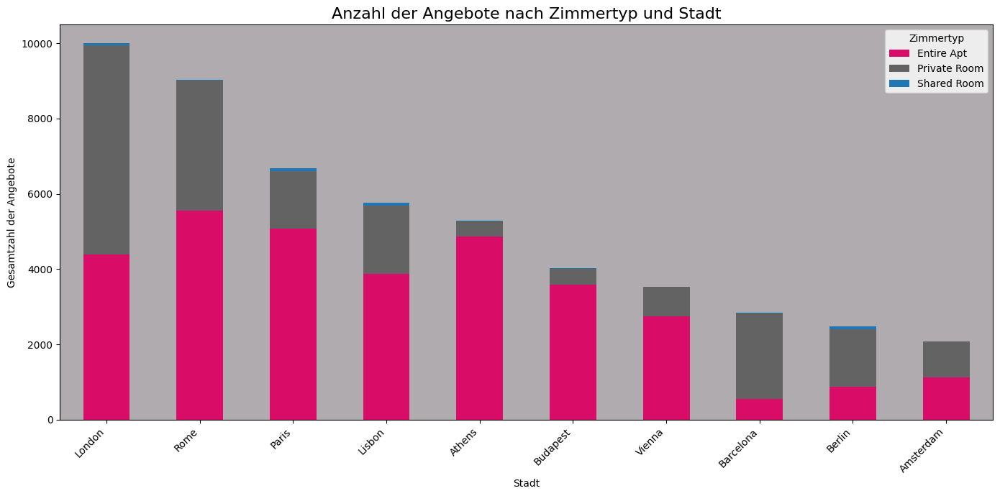 Anzahl der Angebote nach Zimmertyp und Stadt
Zimmertyp
Entire Apt
Private Room
Shared Room
Gesamtzahl der Angebote
10000
8000
6000
4000
2000
0
London
Rome
Paris
Lisbon
Athens
Budapest
Vienna
Barcelona
Berlin
Amsterdam
Stadt